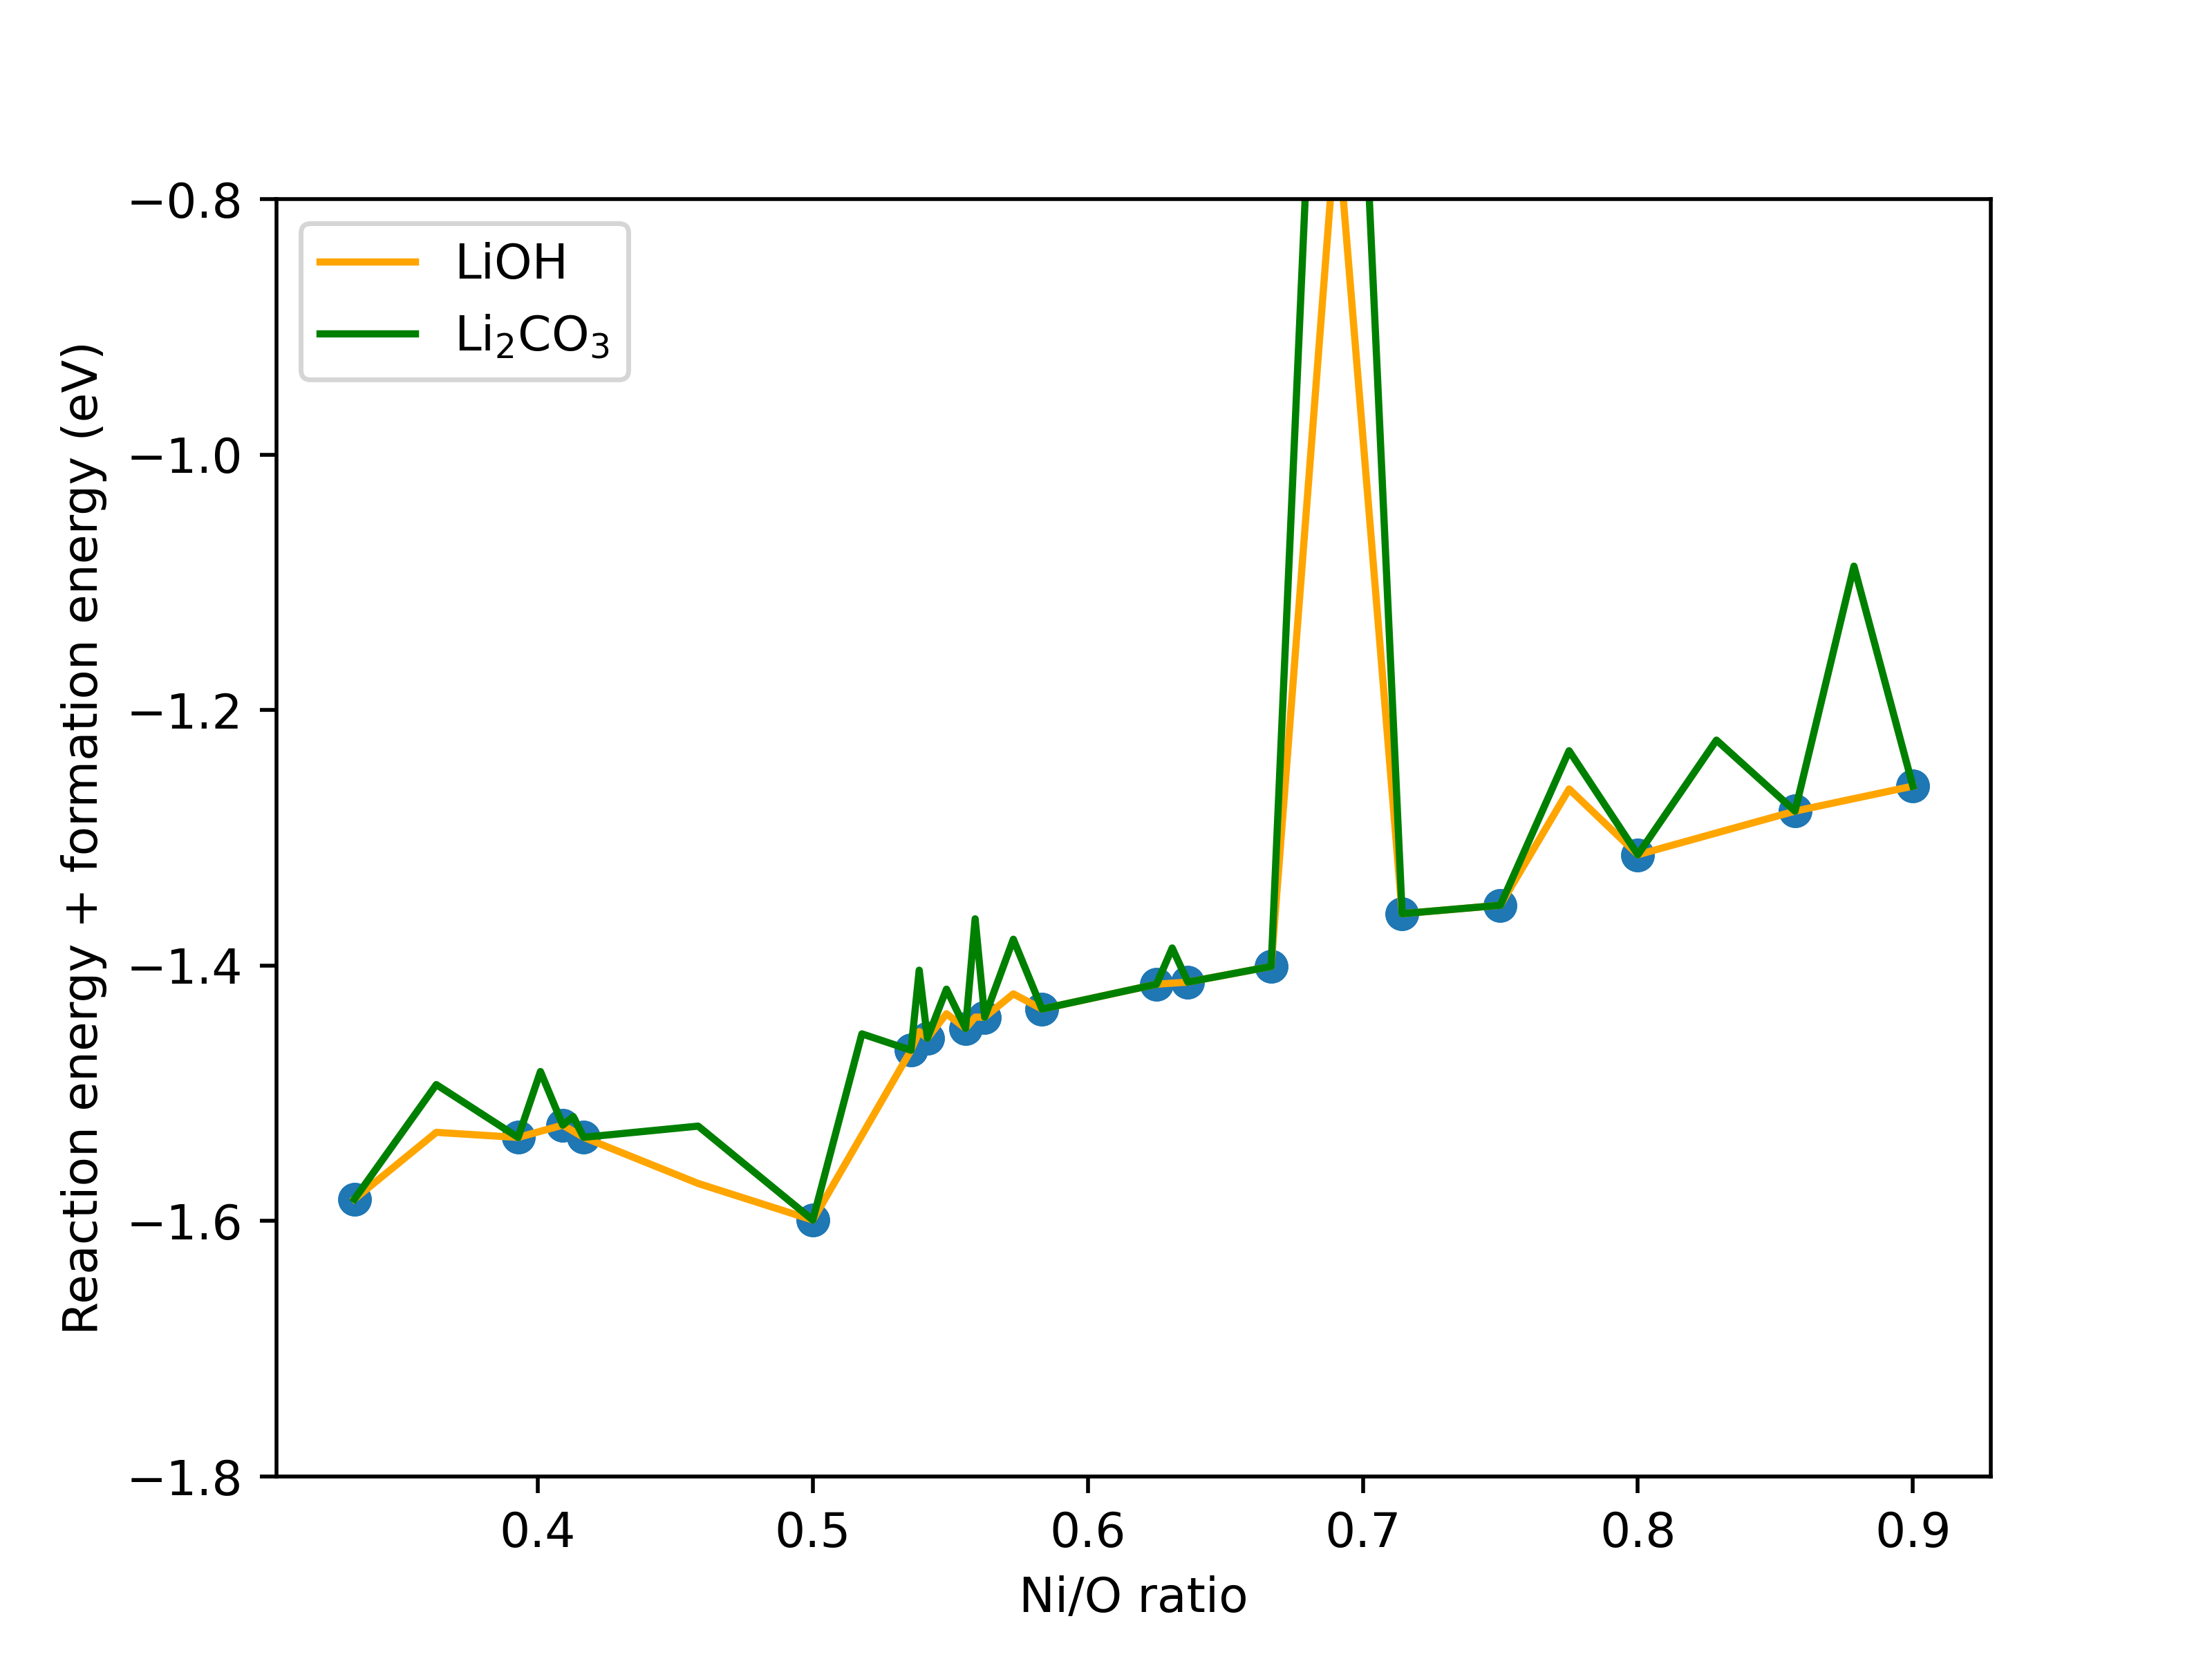 LiOH
Li₂CO₃
Reaction energy + formation energy (eV)
−0.8
−1.0
−1.2
−1.4
−1.6
−1.8
0.4 0.5 0.6 0.7 0.8 0.9
Ni/O ratio